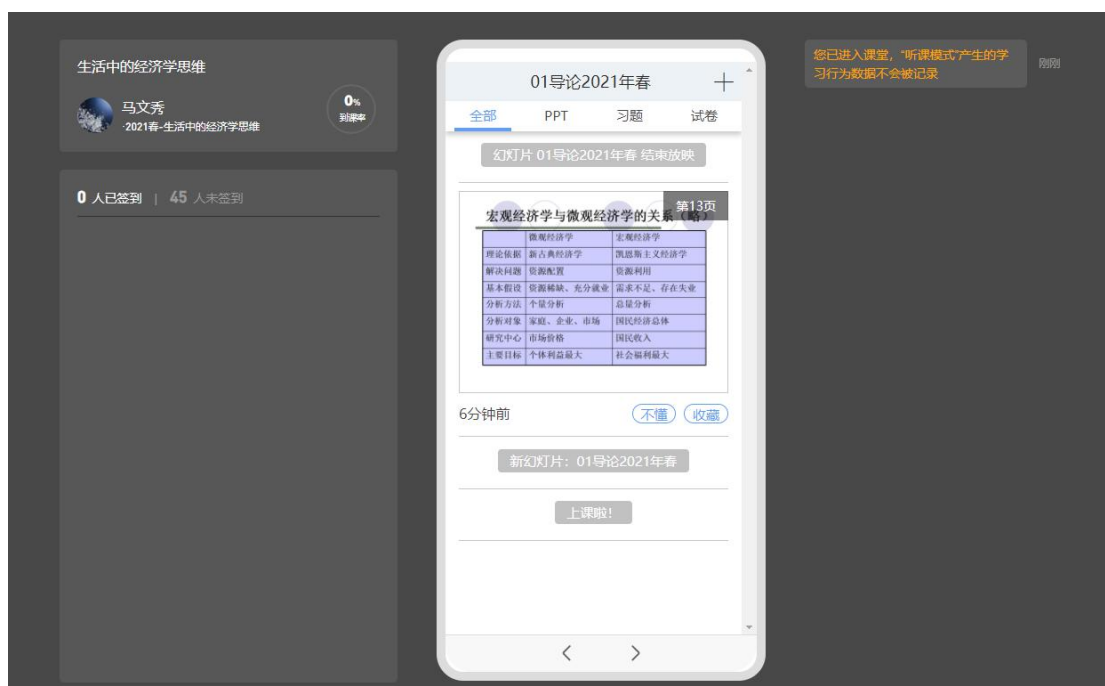 生活中的经济学思维
马文秀
·2021春-生活中的经济学思维
0%
到课率
0 人已签到 | 45 人未签到
01导论2021年春 +
全部 PPT 习题 试卷
幻灯片 01导论2021年春 结束放映
第13页
宏观经济学与微观经济学的关系(略)
微观经济学 宏观经济学
理论依据 新古典经济学 凯恩斯主义经济学
解决问题 资源配置 资源利用
基本假设 资源稀缺、充分就业 需求不足、存在失业
分析方法 个量分析 总量分析
分析对象 家庭、企业、市场 国民经济总体
研究中心 市场价格 国民收入
主要目标 个体利益最大 社会福利最大
6分钟前 不懂 收藏
新幻灯片：01导论2021年春
上课啦!
您已进入课堂，“听课模式”产生的学
习行为数据不会被记录
刚刚